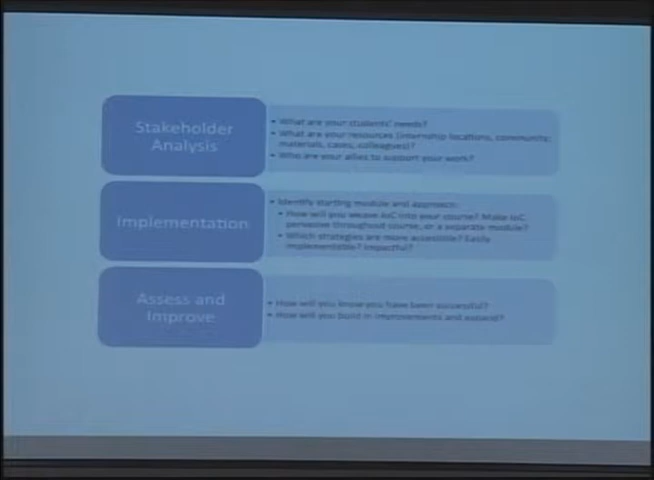 Stakeholder
Analysis
• What are your students' needs?
• What are your resources (internship locations, community,
materials, cases, colleagues)?
• Who are your allies to support your work?
Implementation
• Identify starting module and approach:
• How will you weave IoC into your course? Make IoC
pervasive throughout course, or a separate module?
• Which strategies are more accessible? Easily
implementable? Impactful?
Assess and
Improve
• How will you know you have been successful?
• How will you build in improvements and expand?